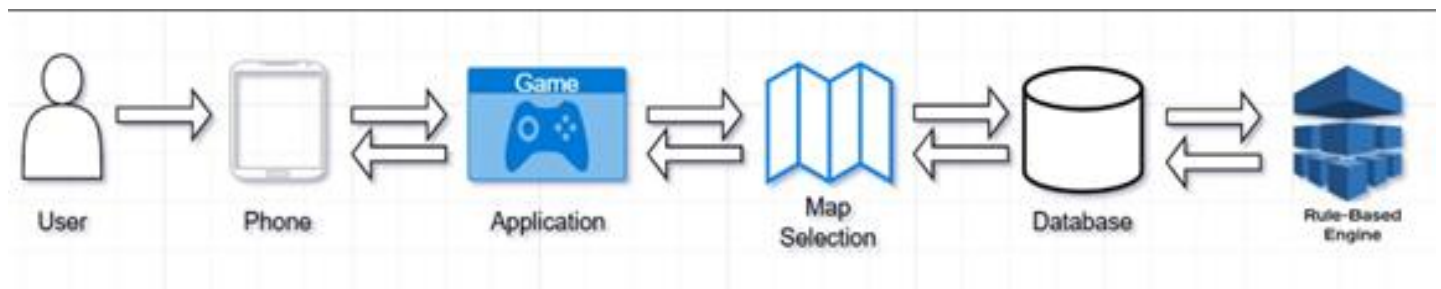 Game
User
Phone
Application
Map
Selection
Database
Rule-Based
Engine